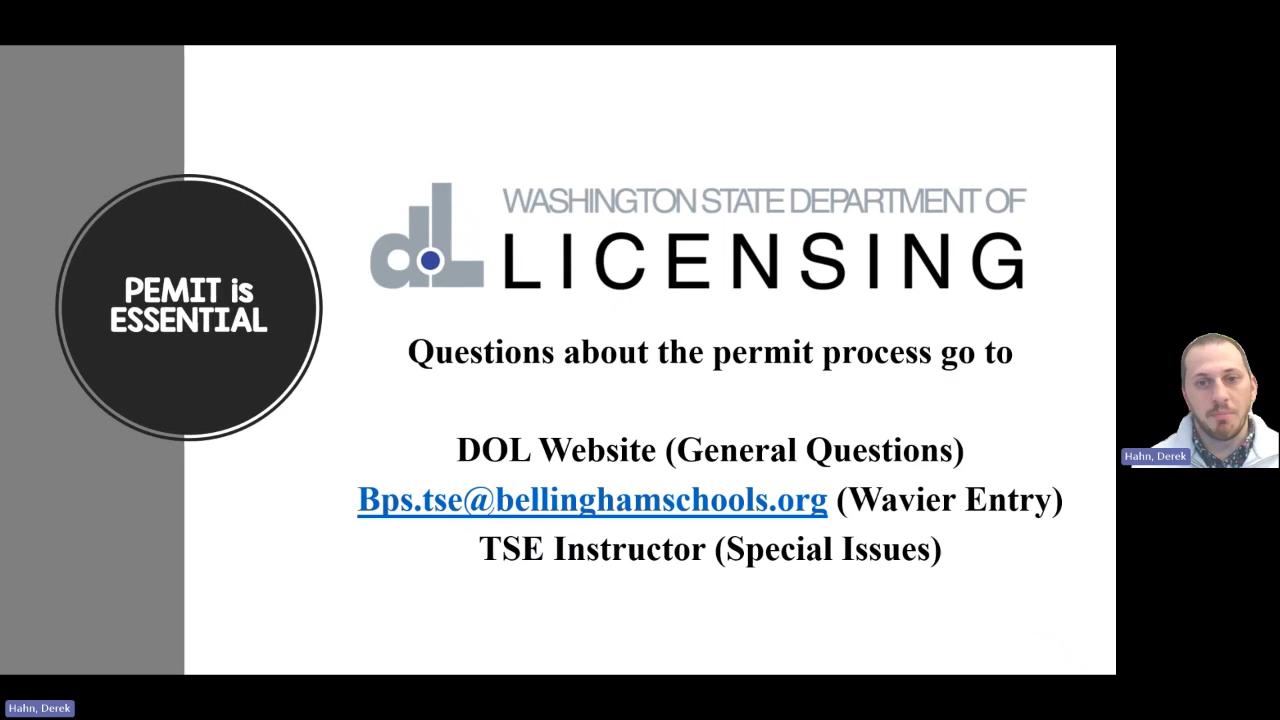 PEMIT is
ESSENTIAL
dL
WASHINGTON STATE DEPARTMENT OF
LICENSING
Questions about the permit process go to
DOL Website (General Questions)
Bps.tse@bellinghamschools.org (Wavier Entry)
TSE Instructor (Special Issues)
Hahn, Derek
Hahn, Derek